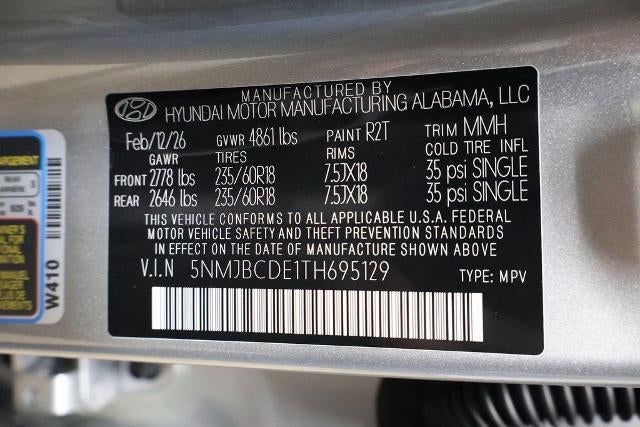 MANUFACTURED BY
HYUNDAI MOTOR MANUFACTURING ALABAMA, LLC
Feb/12/26 GVWR 4861 lbs PAINT R2T TRIM MMH
GAWR TIRES RIMS COLD TIRE INFL
FRONT 2778 lbs 235/60R18 7.5JX18 35 psi SINGLE
REAR 2646 lbs 235/60R18 7.5JX18 35 psi SINGLE
THIS VEHICLE CONFORMS TO ALL APPLICABLE U.S.A. FEDERAL
MOTOR VEHICLE SAFETY AND THEFT PREVENTION STANDARDS
IN EFFECT ON THE DATE OF MANUFACTURE SHOWN ABOVE.
V.I.N 5NMJBCDE1TH695129 TYPE: MPV
W410